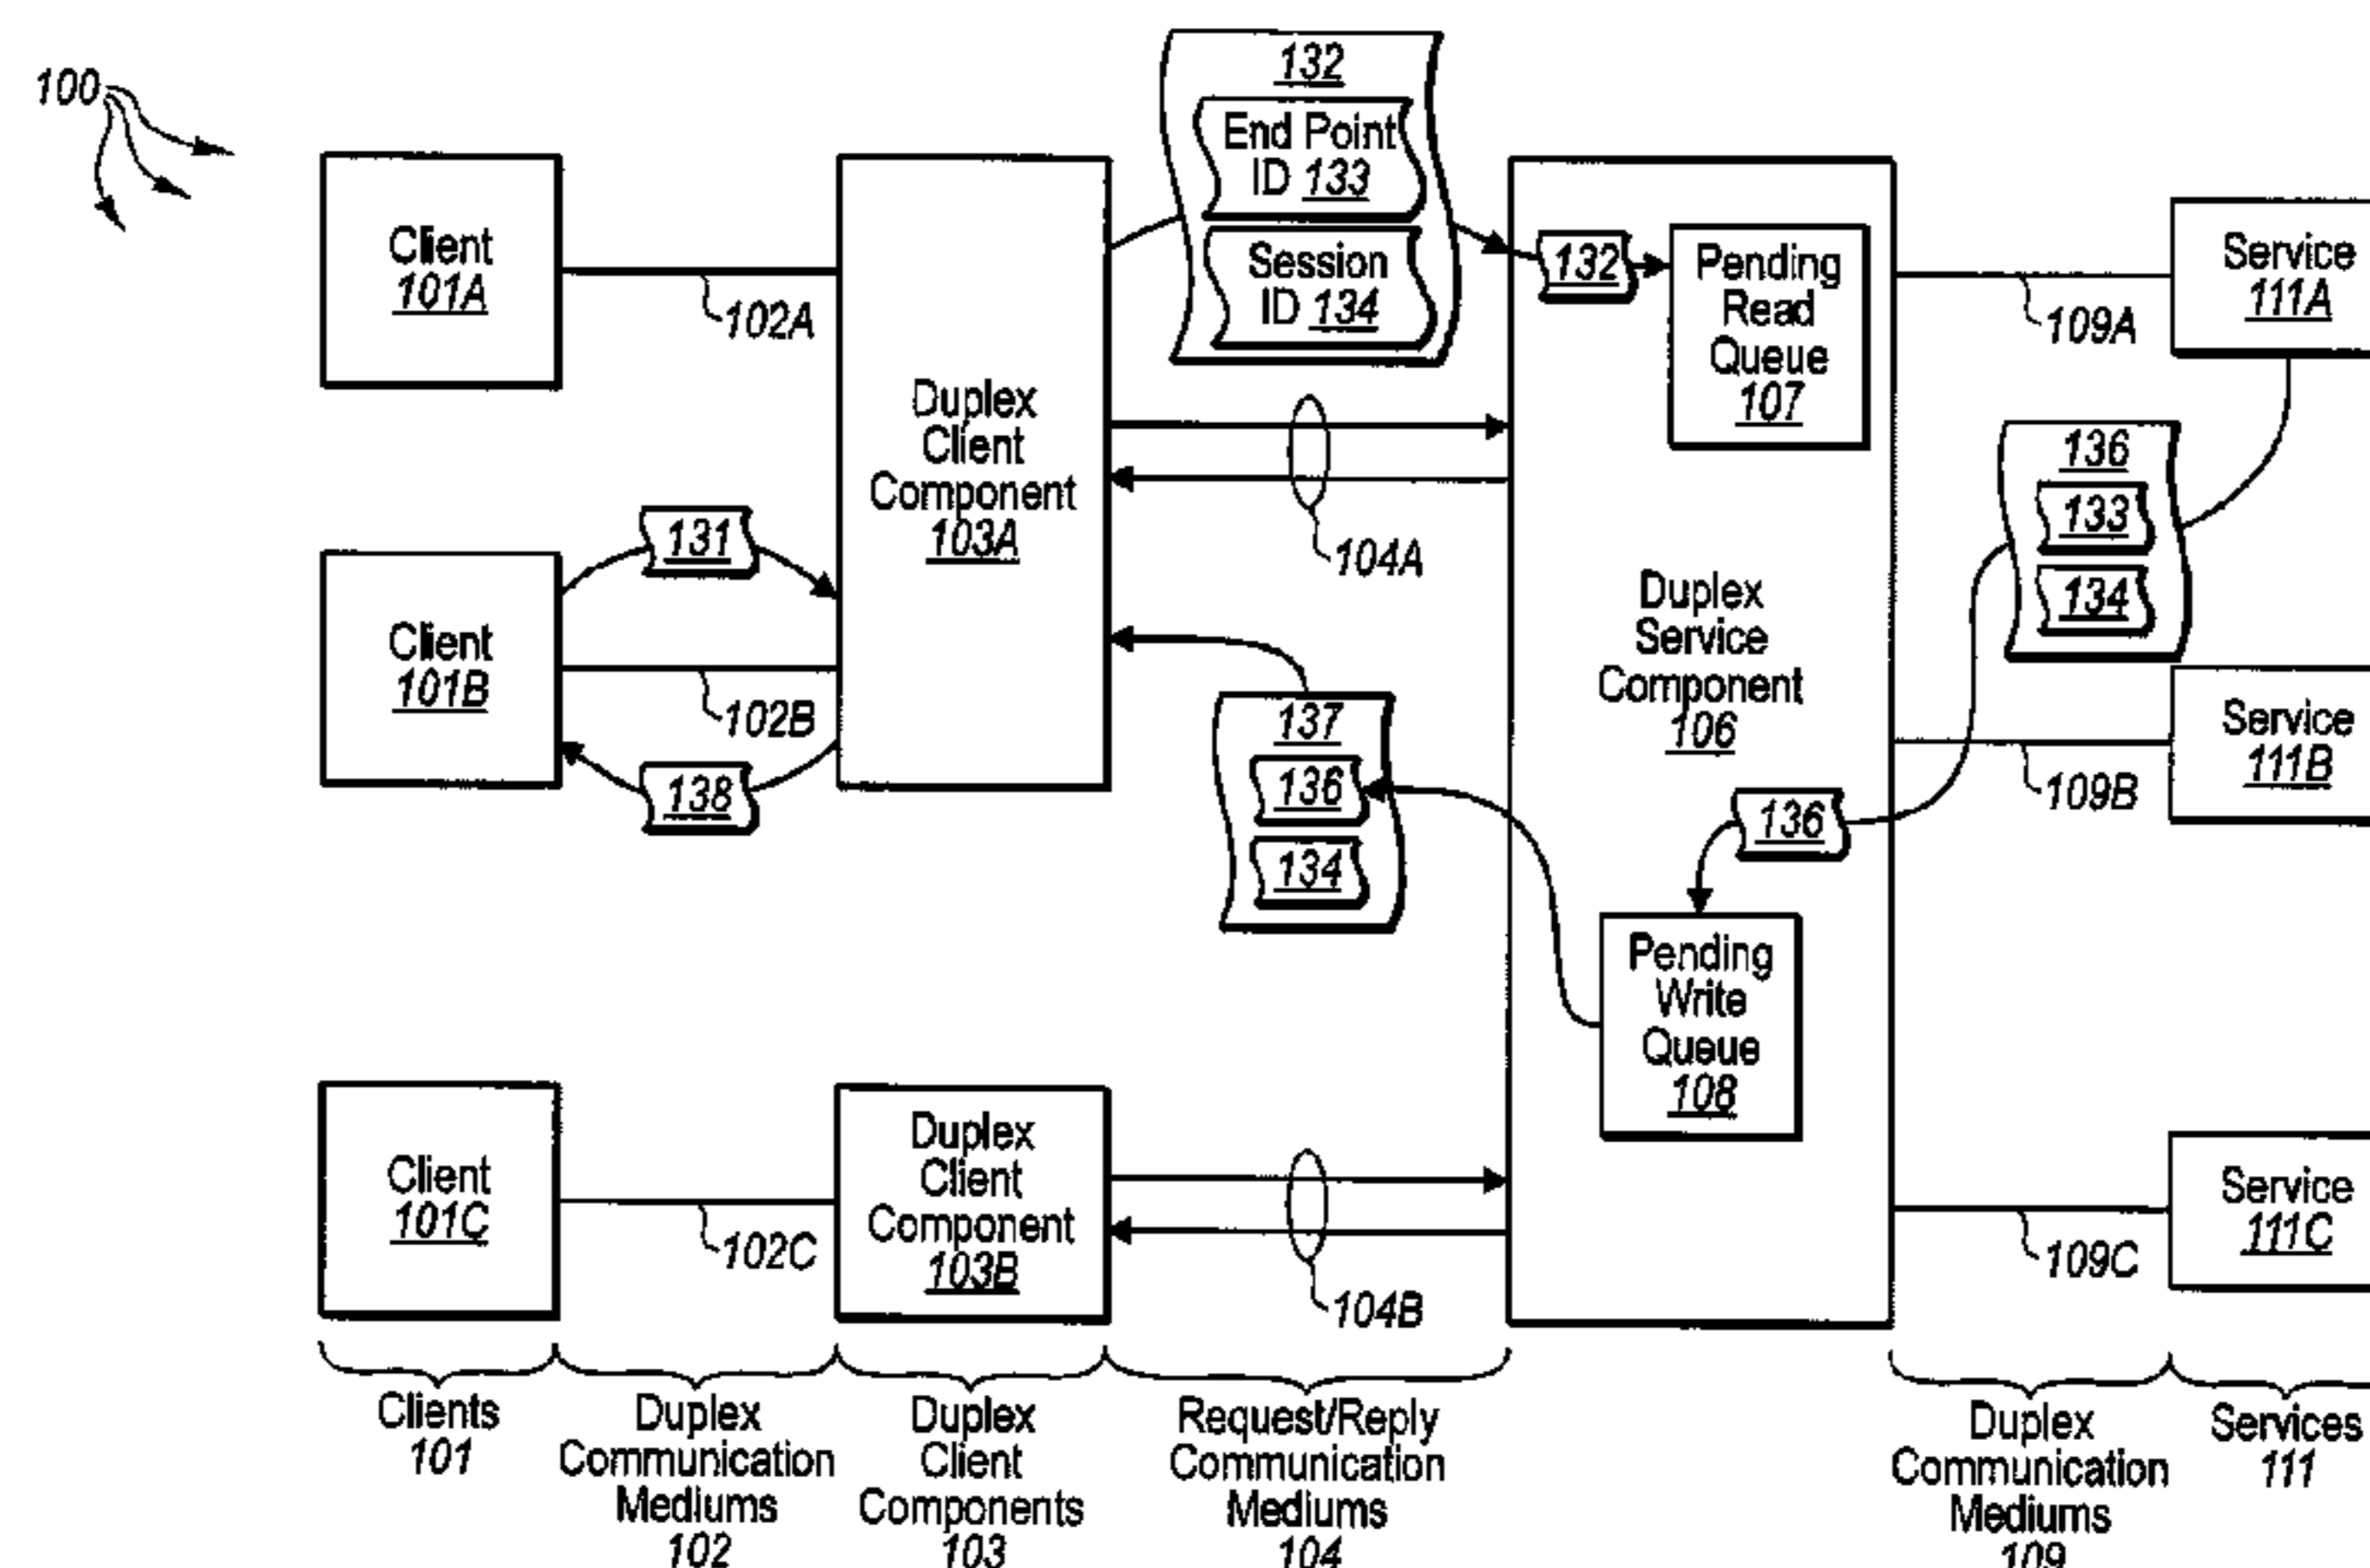 100
Client
101A
102A
Duplex
Client
Component
103A
132
End Point
ID 133
Session
ID 134
132
Pending
Read
Queue
107
109A
Service
111A
104A
136
133
134
Client
101B
131
102B
138
137
136
134
Duplex
Service
Component
106
136
109B
Service
111B
Pending
Write
Queue
108
Client
101C
102C
Duplex
Client
Component
103B
104B
109C
Service
111C
Clients
101
Duplex
Communication
Mediums
102
Duplex
Client
Components
103
Request/Reply
Communication
Mediums
104
Duplex
Communication
Mediums
109
Services
111